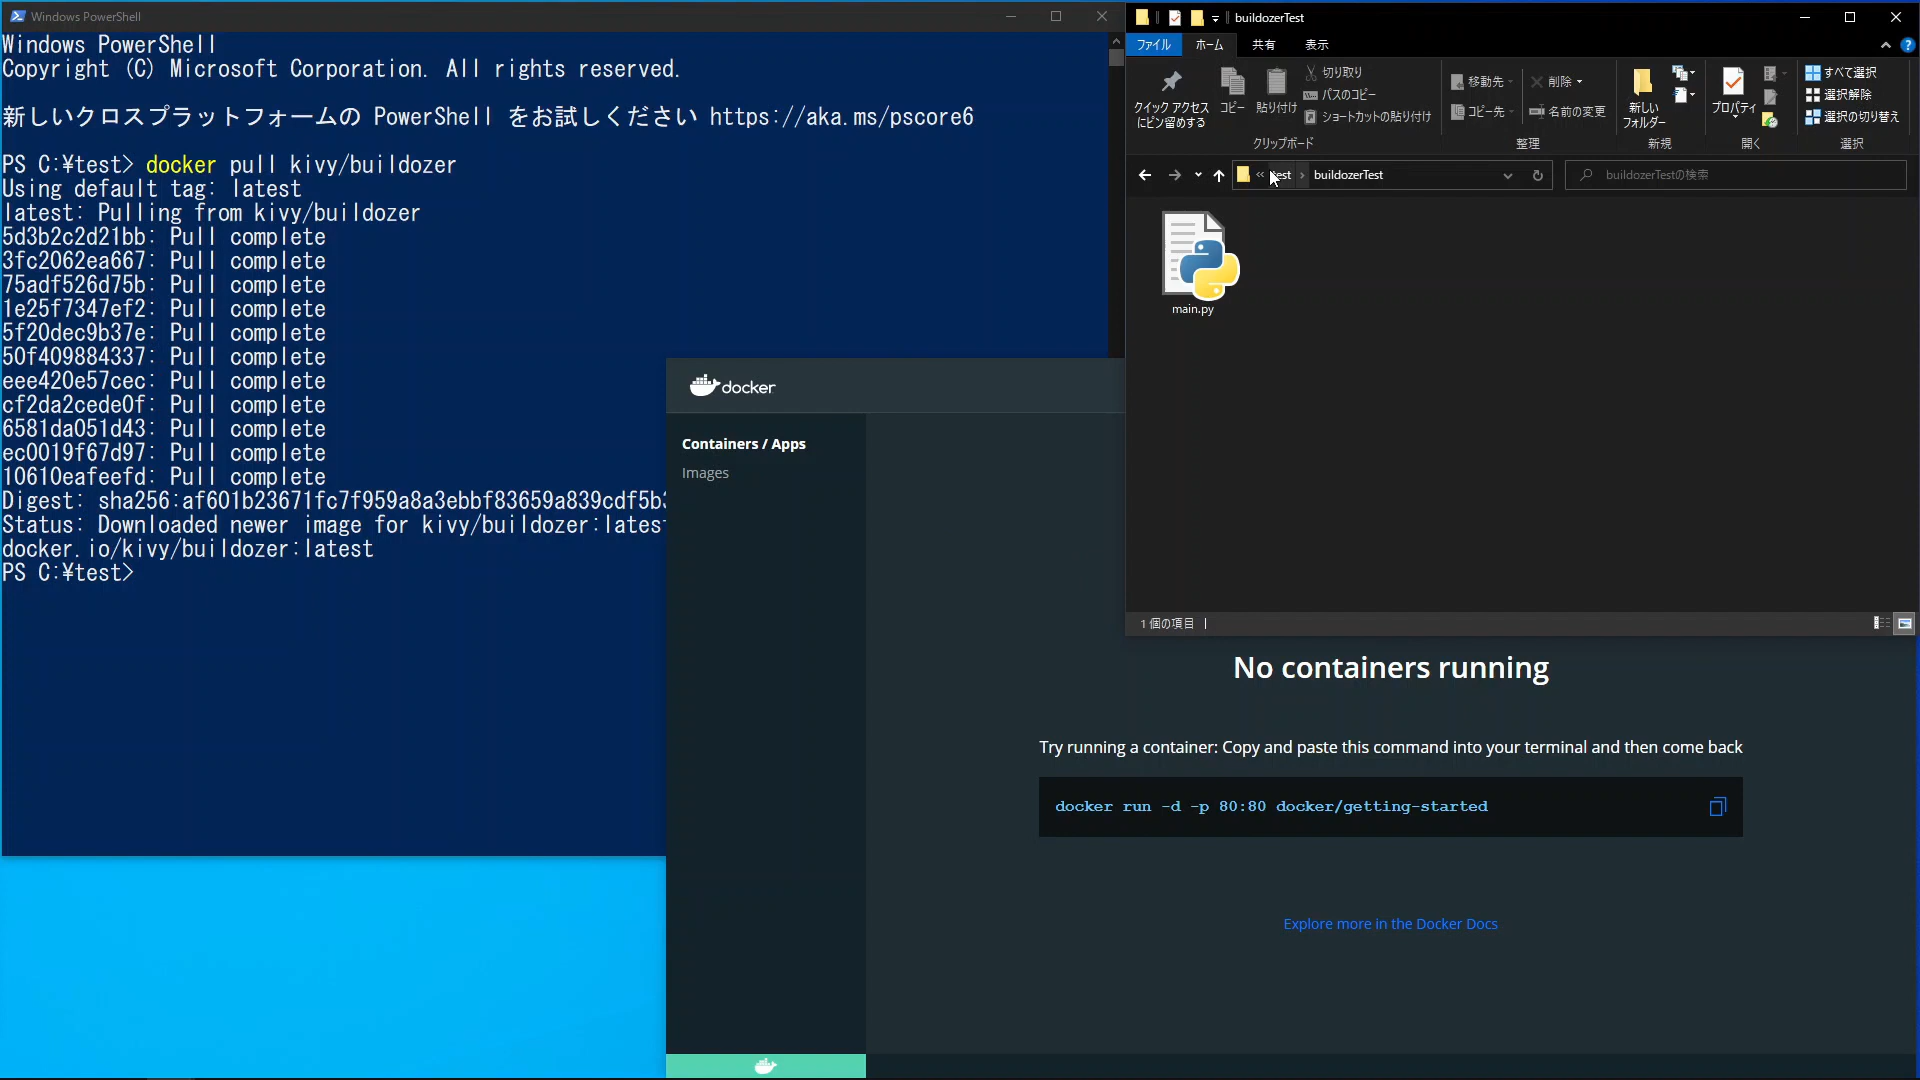 Windows PowerShell
Windows PowerShell
Copyright (C) Microsoft Corporation. All rights reserved.
新しいクロスプラットフォームの PowerShell をお試しください https://aka.ms/pscore6
PS C:¥test> docker pull kivy/buildozer
Using default tag: latest
latest: Pulling from kivy/buildozer
5d3b2c2d21bb: Pull complete
3fc2062ea667: Pull complete
75adf526d75b: Pull complete
1e25f7347ef2: Pull complete
5f20dec9b37e: Pull complete
50f409884337: Pull complete
eee420e57cec: Pull complete
cf2da2cede0f: Pull complete
6581da051d43: Pull complete
ec0019f67d97: Pull complete
10610eafeefd: Pull complete
Digest: sha256:af601b23671fc7f959a8a3ebbf83659a839cdf5b
Status: Downloaded newer image for kivy/buildozer:latest
docker.io/kivy/buildozer:latest
PS C:¥test>
buildozerTest
ファイル ホーム 共有 表示
クイック アクセスにピン留めする
コピー
貼り付け
切り取り
パスのコピー
ショートカットの貼り付け
クリップボード
移動先
コピー先
削除
名前の変更
整理
新しいフォルダー
新規
プロパティ
開く
すべて選択
選択解除
選択の切り替え
選択
« test › buildozerTest
buildozerTestの検索
main.py
1 個の項目
docker
Containers / Apps
Images
No containers running
Try running a container: Copy and paste this command into your terminal and then come back
docker run -d -p 80:80 docker/getting-started
Explore more in the Docker Docs